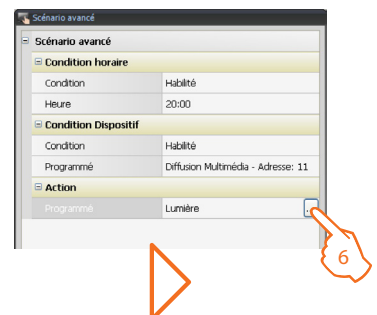 Scénario avancé
Scénario avancé
Condition horaire
Condition Habilité
Heure 20:00
Condition Dispositif
Condition Habilité
Programmé Diffusion Multimédia - Adresse: 11
Action
Programmé Lumière
6